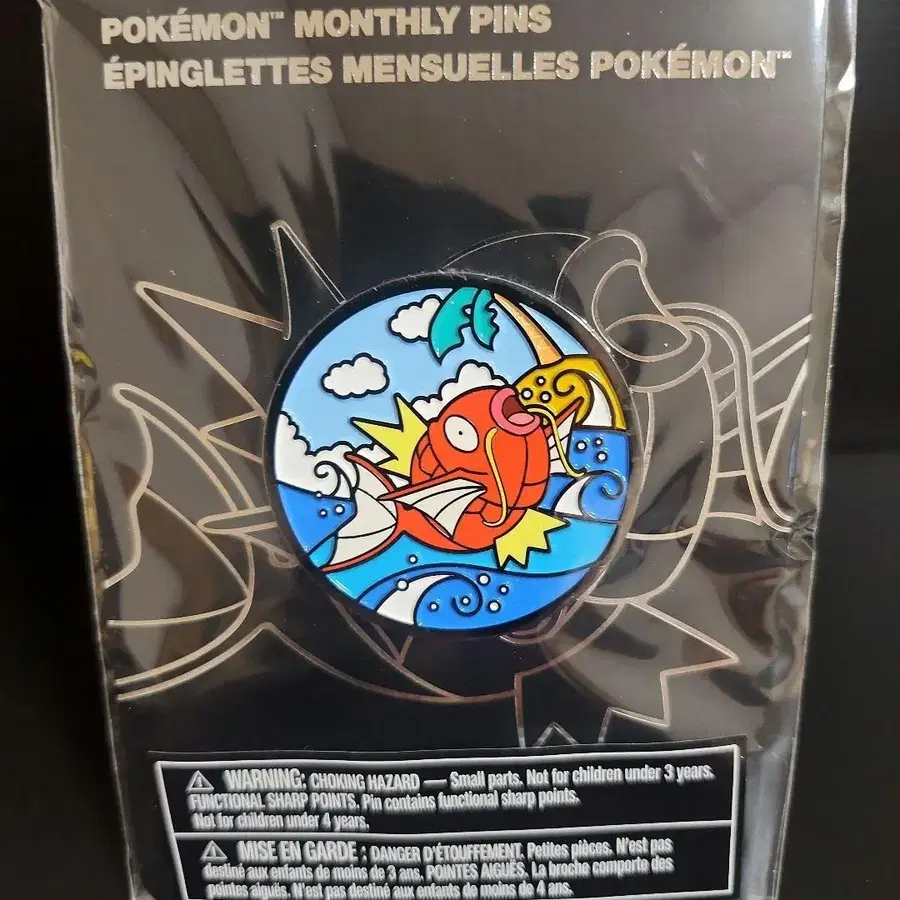 POKÉMON™ MONTHLY PINS
ÉPINGLETTES MENSUELLES POKÉMON™
⚠ WARNING: CHOKING HAZARD — Small parts. Not for children under 3 years.
FUNCTIONAL SHARP POINTS. Pin contains functional sharp points.
Not for children under 4 years.
⚠ MISE EN GARDE : DANGER D'ÉTOUFFEMENT. Petites pièces. N'est pas
destiné aux enfants de moins de 3 ans. POINTES AIGUËS. La broche comporte des
pointes aiguës. N'est pas destiné aux enfants de moins de 4 ans.